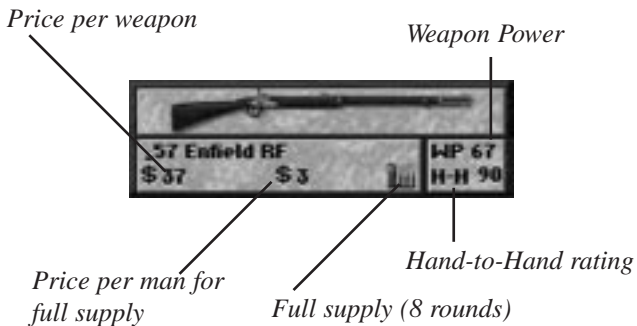 Price per weapon
Weapon Power
.57 Enfield RF
WP 67
$ 37
$ 3
H-H 90
Hand-to-Hand rating
Price per man for
full supply
Full supply (8 rounds)